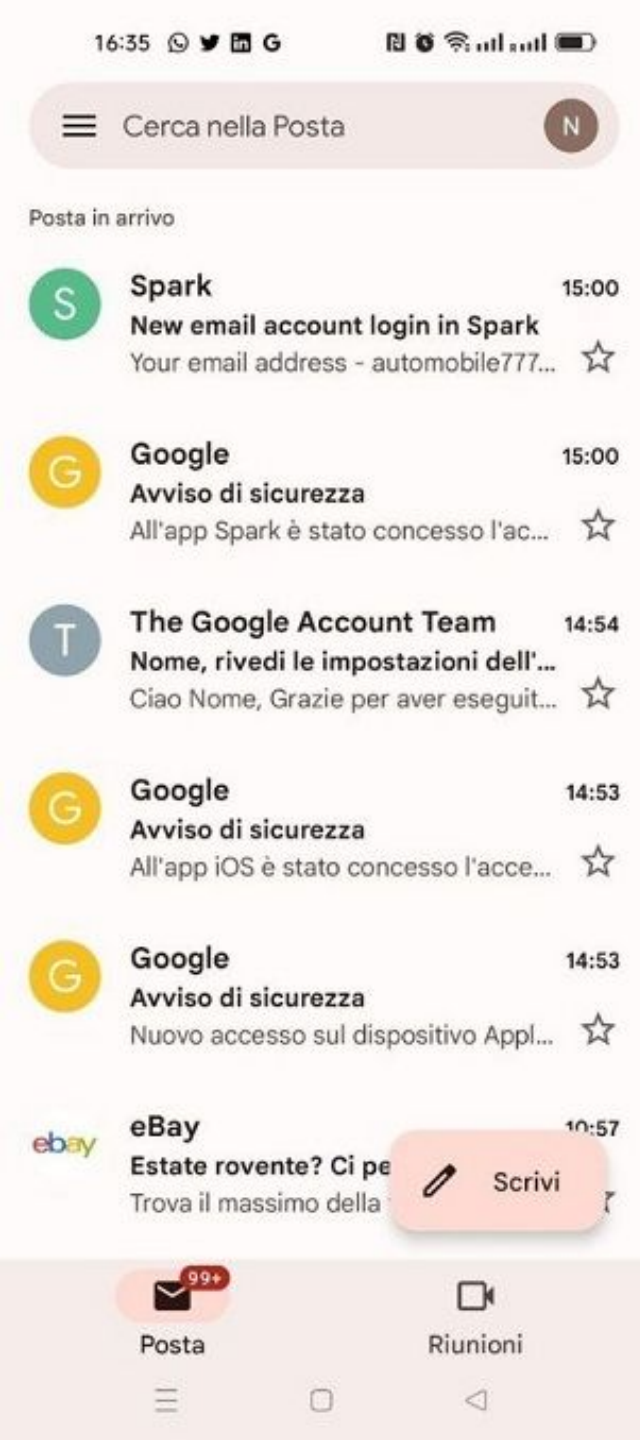 16:35
Cerca nella Posta
N
Posta in arrivo
S
Spark
15:00
New email account login in Spark
Your email address - automobile777...
G
Google
15:00
Avviso di sicurezza
All'app Spark è stato concesso l'ac...
T
The Google Account Team
14:54
Nome, rivedi le impostazioni dell'...
Ciao Nome, Grazie per aver eseguit...
G
Google
14:53
Avviso di sicurezza
All'app iOS è stato concesso l'acce...
G
Google
14:53
Avviso di sicurezza
Nuovo accesso sul dispositivo Appl...
ebay
eBay
10:57
Estate rovente? Ci pe
Trova il massimo della
Scrivi
99+
Posta
Riunioni